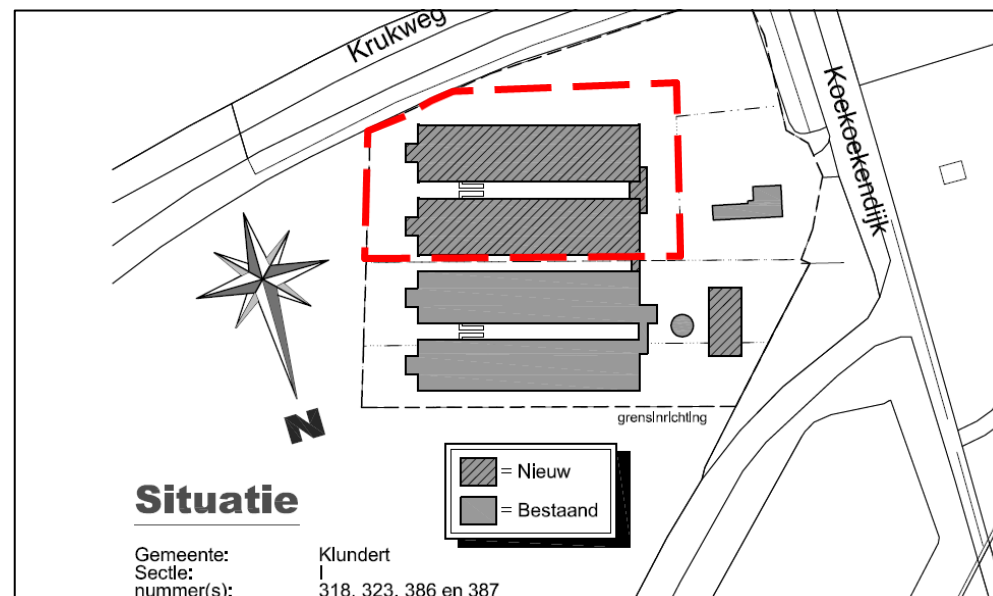 Krukweg
Koekoekendijk
grensinrichting
N
= Nieuw
= Bestaand
Situatie
Gemeente: Klundert
Sectie: I
nummer(s): 318, 323, 386 en 387